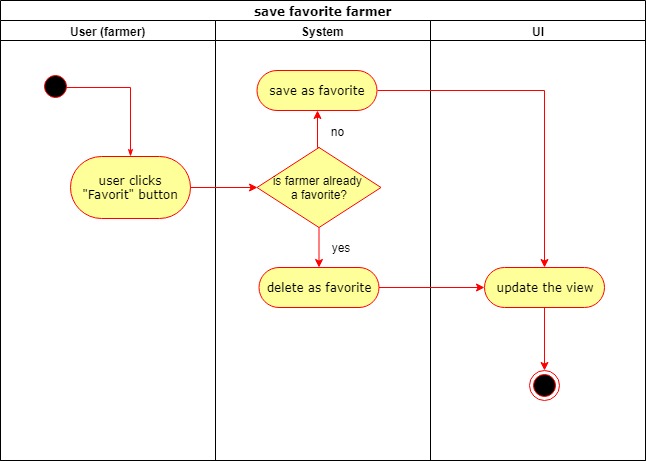 save favorite farmer
User (farmer)
System
UI
save as favorite
no
user clicks
"Favorit" button
is farmer already
a favorite?
yes
delete as favorite
update the view